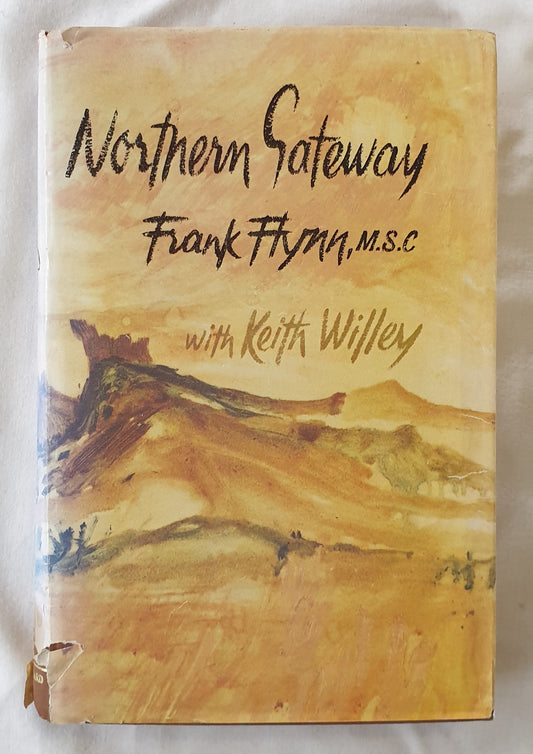 Northern Gateway
Frank Flynn, M.S.C
with Keith Willey